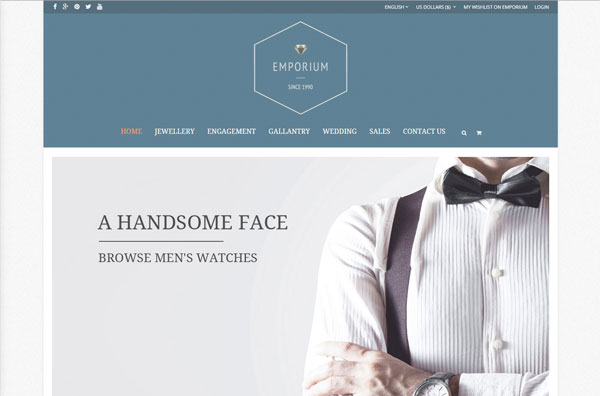 ENGLISH US DOLLARS ($) MY WISHLIST ON EMPORIUM LOGIN
EMPORIUM
SINCE 1990
HOME JEWELLERY ENGAGEMENT GALLANTRY WEDDING SALES CONTACT US
A HANDSOME FACE
BROWSE MEN'S WATCHES